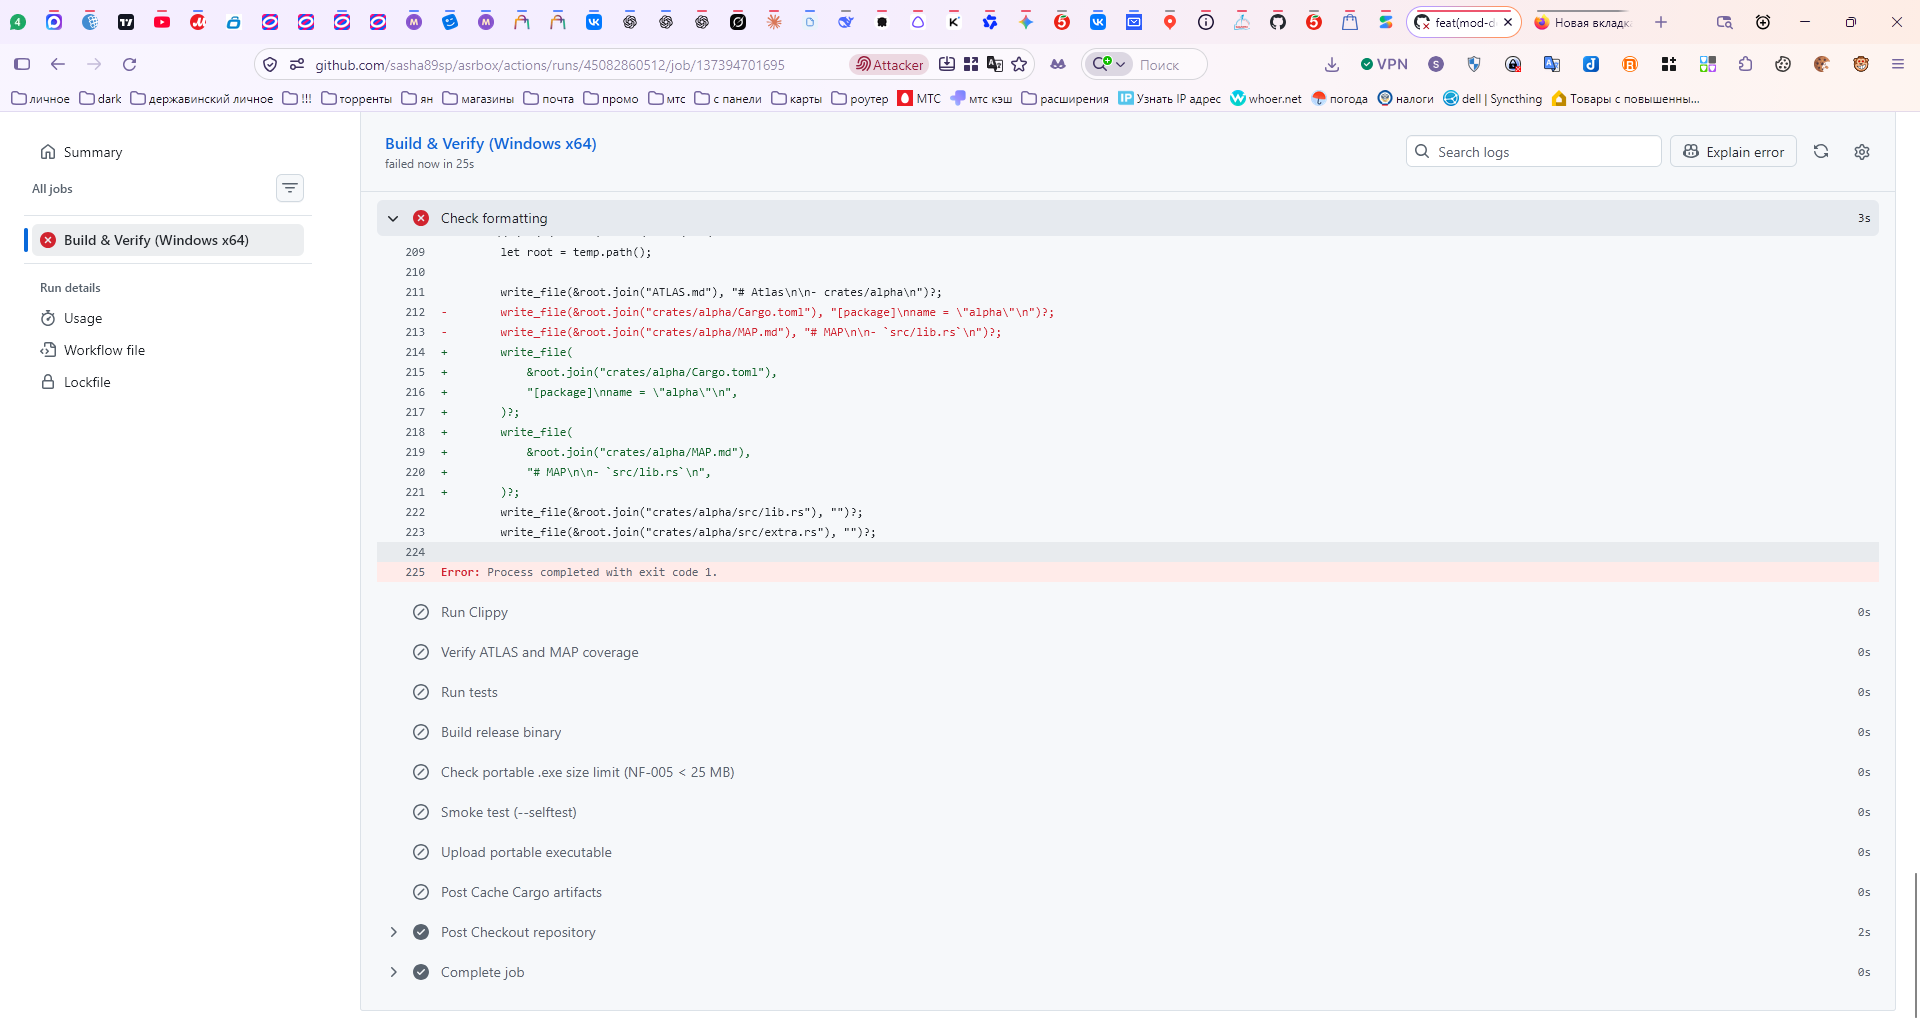 feat(mod-d
Новая вкладк
github.com/sasha89sp/asrbox/actions/runs/45082860512/job/137394701695
Attacker
Поиск
VPN
личное
dark
державинский личное
!!!
торренты
ян
магазины
почта
промо
мтс
с панели
карты
роутер
МТС
мтс кэш
расширения
Узнать IP адрес
whoer.net
погода
налоги
dell | Syncthing
Товары с повышенны...
Summary
All jobs
Build & Verify (Windows x64)
Run details
Usage
Workflow file
Lockfile
Build & Verify (Windows x64)
failed now in 25s
Search logs
Explain error
Check formatting
3s
209 let root = temp.path();
210
211 write_file(&root.join("ATLAS.md"), "# Atlas\n\n- crates/alpha\n")?;
212 - write_file(&root.join("crates/alpha/Cargo.toml"), "[package]\nname = \"alpha\"\n")?;
213 - write_file(&root.join("crates/alpha/MAP.md"), "# MAP\n\n- `src/lib.rs`\n")?;
214 + write_file(
215 + &root.join("crates/alpha/Cargo.toml"),
216 + "[package]\nname = \"alpha\"\n",
217 + )?;
218 + write_file(
219 + &root.join("crates/alpha/MAP.md"),
220 + "# MAP\n\n- `src/lib.rs`\n",
221 + )?;
222 write_file(&root.join("crates/alpha/src/lib.rs"), "")?;
223 write_file(&root.join("crates/alpha/src/extra.rs"), "")?;
224
225 Error: Process completed with exit code 1.
Run Clippy
0s
Verify ATLAS and MAP coverage
0s
Run tests
0s
Build release binary
0s
Check portable .exe size limit (NF-005 < 25 MB)
0s
Smoke test (--selftest)
0s
Upload portable executable
0s
Post Cache Cargo artifacts
0s
Post Checkout repository
2s
Complete job
0s